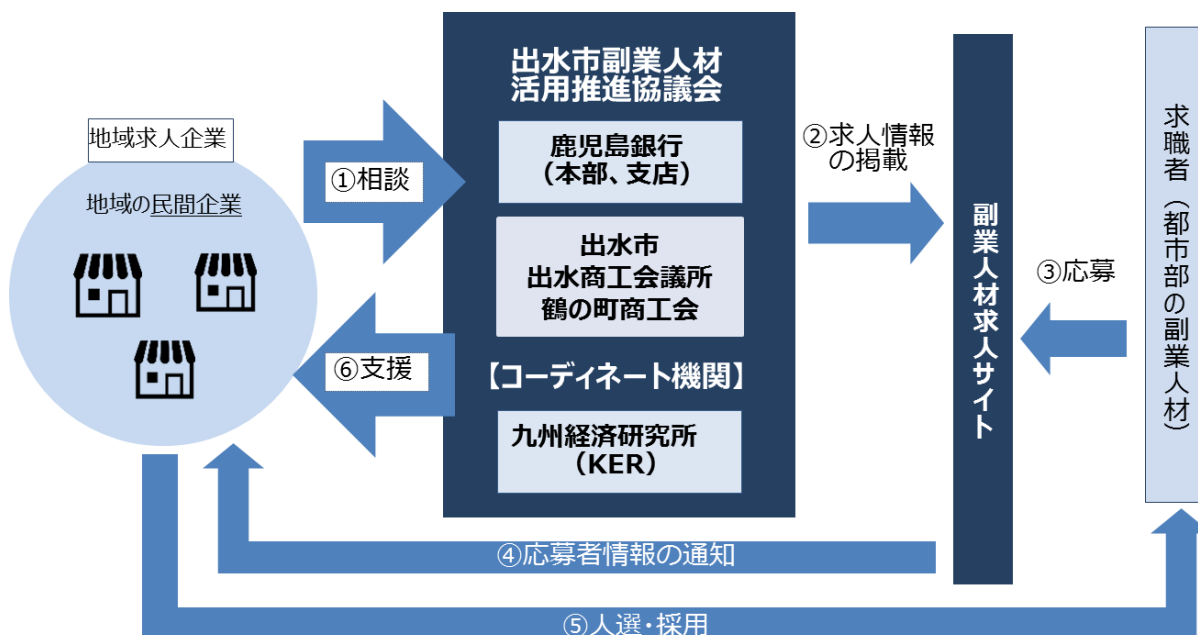 出水市副業人材
活用推進協議会
地域求人企業
地域の民間企業
①相談
鹿児島銀行
（本部、支店）
出水市
出水商工会議所
鶴の町商工会
⑥支援
【コーディネート機関】
九州経済研究所
（KER）
②求人情報
の掲載
副業人材求人サイト
③応募
求職者（都市部の副業人材）
④応募者情報の通知
⑤人選・採用